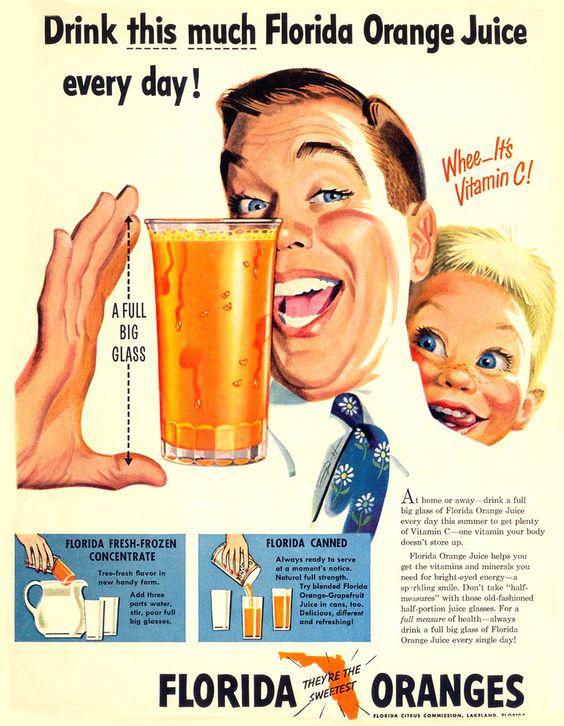 Drink this much Florida Orange Juice
every day!
Whee—It's
Vitamin C!
A FULL
BIG
GLASS
At home or away—drink a full
big glass of Florida Orange Juice
every day this summer to get plenty
of Vitamin C—one vitamin your body
doesn't store up.
Florida Orange Juice helps you
get the vitamins and minerals you
need for bright-eyed energy—a
sp rkling smile. Don't take "half-
measures" with those old-fashioned
half-portion juice glasses. For a
full measure of health—always
drink a full big glass of Florida
Orange Juice every single day!
FLORIDA FRESH-FROZEN
CONCENTRATE
Tree-fresh flavor in
new handy form.
Add three
parts water,
stir, pour full
big glasses.
FLORIDA CANNED
Always ready to serve
at a moment's notice.
Natural full strength.
Try blended Florida
Orange-Grapefruit
Juice in cans, too.
Delicious, different
and refreshing!
FLORIDA THEY'RE THE SWEETEST ORANGES
FLORIDA CITRUS COMMISSION, LAKELAND, FLORIDA